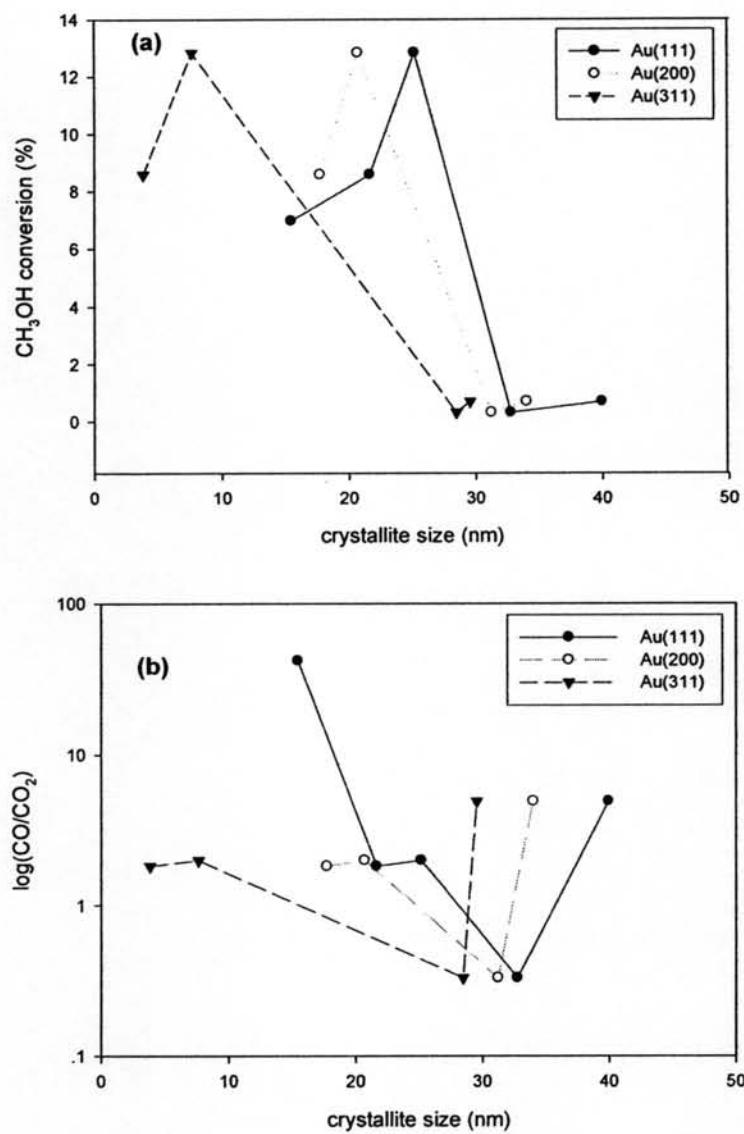 (a)
Au(111)
Au(200)
Au(311)
14
12
10
8
6
4
2
0
CH₃OH conversion (%)
0 10 20 30 40 50
crystallite size (nm)
(b)
Au(111)
Au(200)
Au(311)
100
10
1
.1
log(CO/CO₂)
0 10 20 30 40 50
crystallite size (nm)